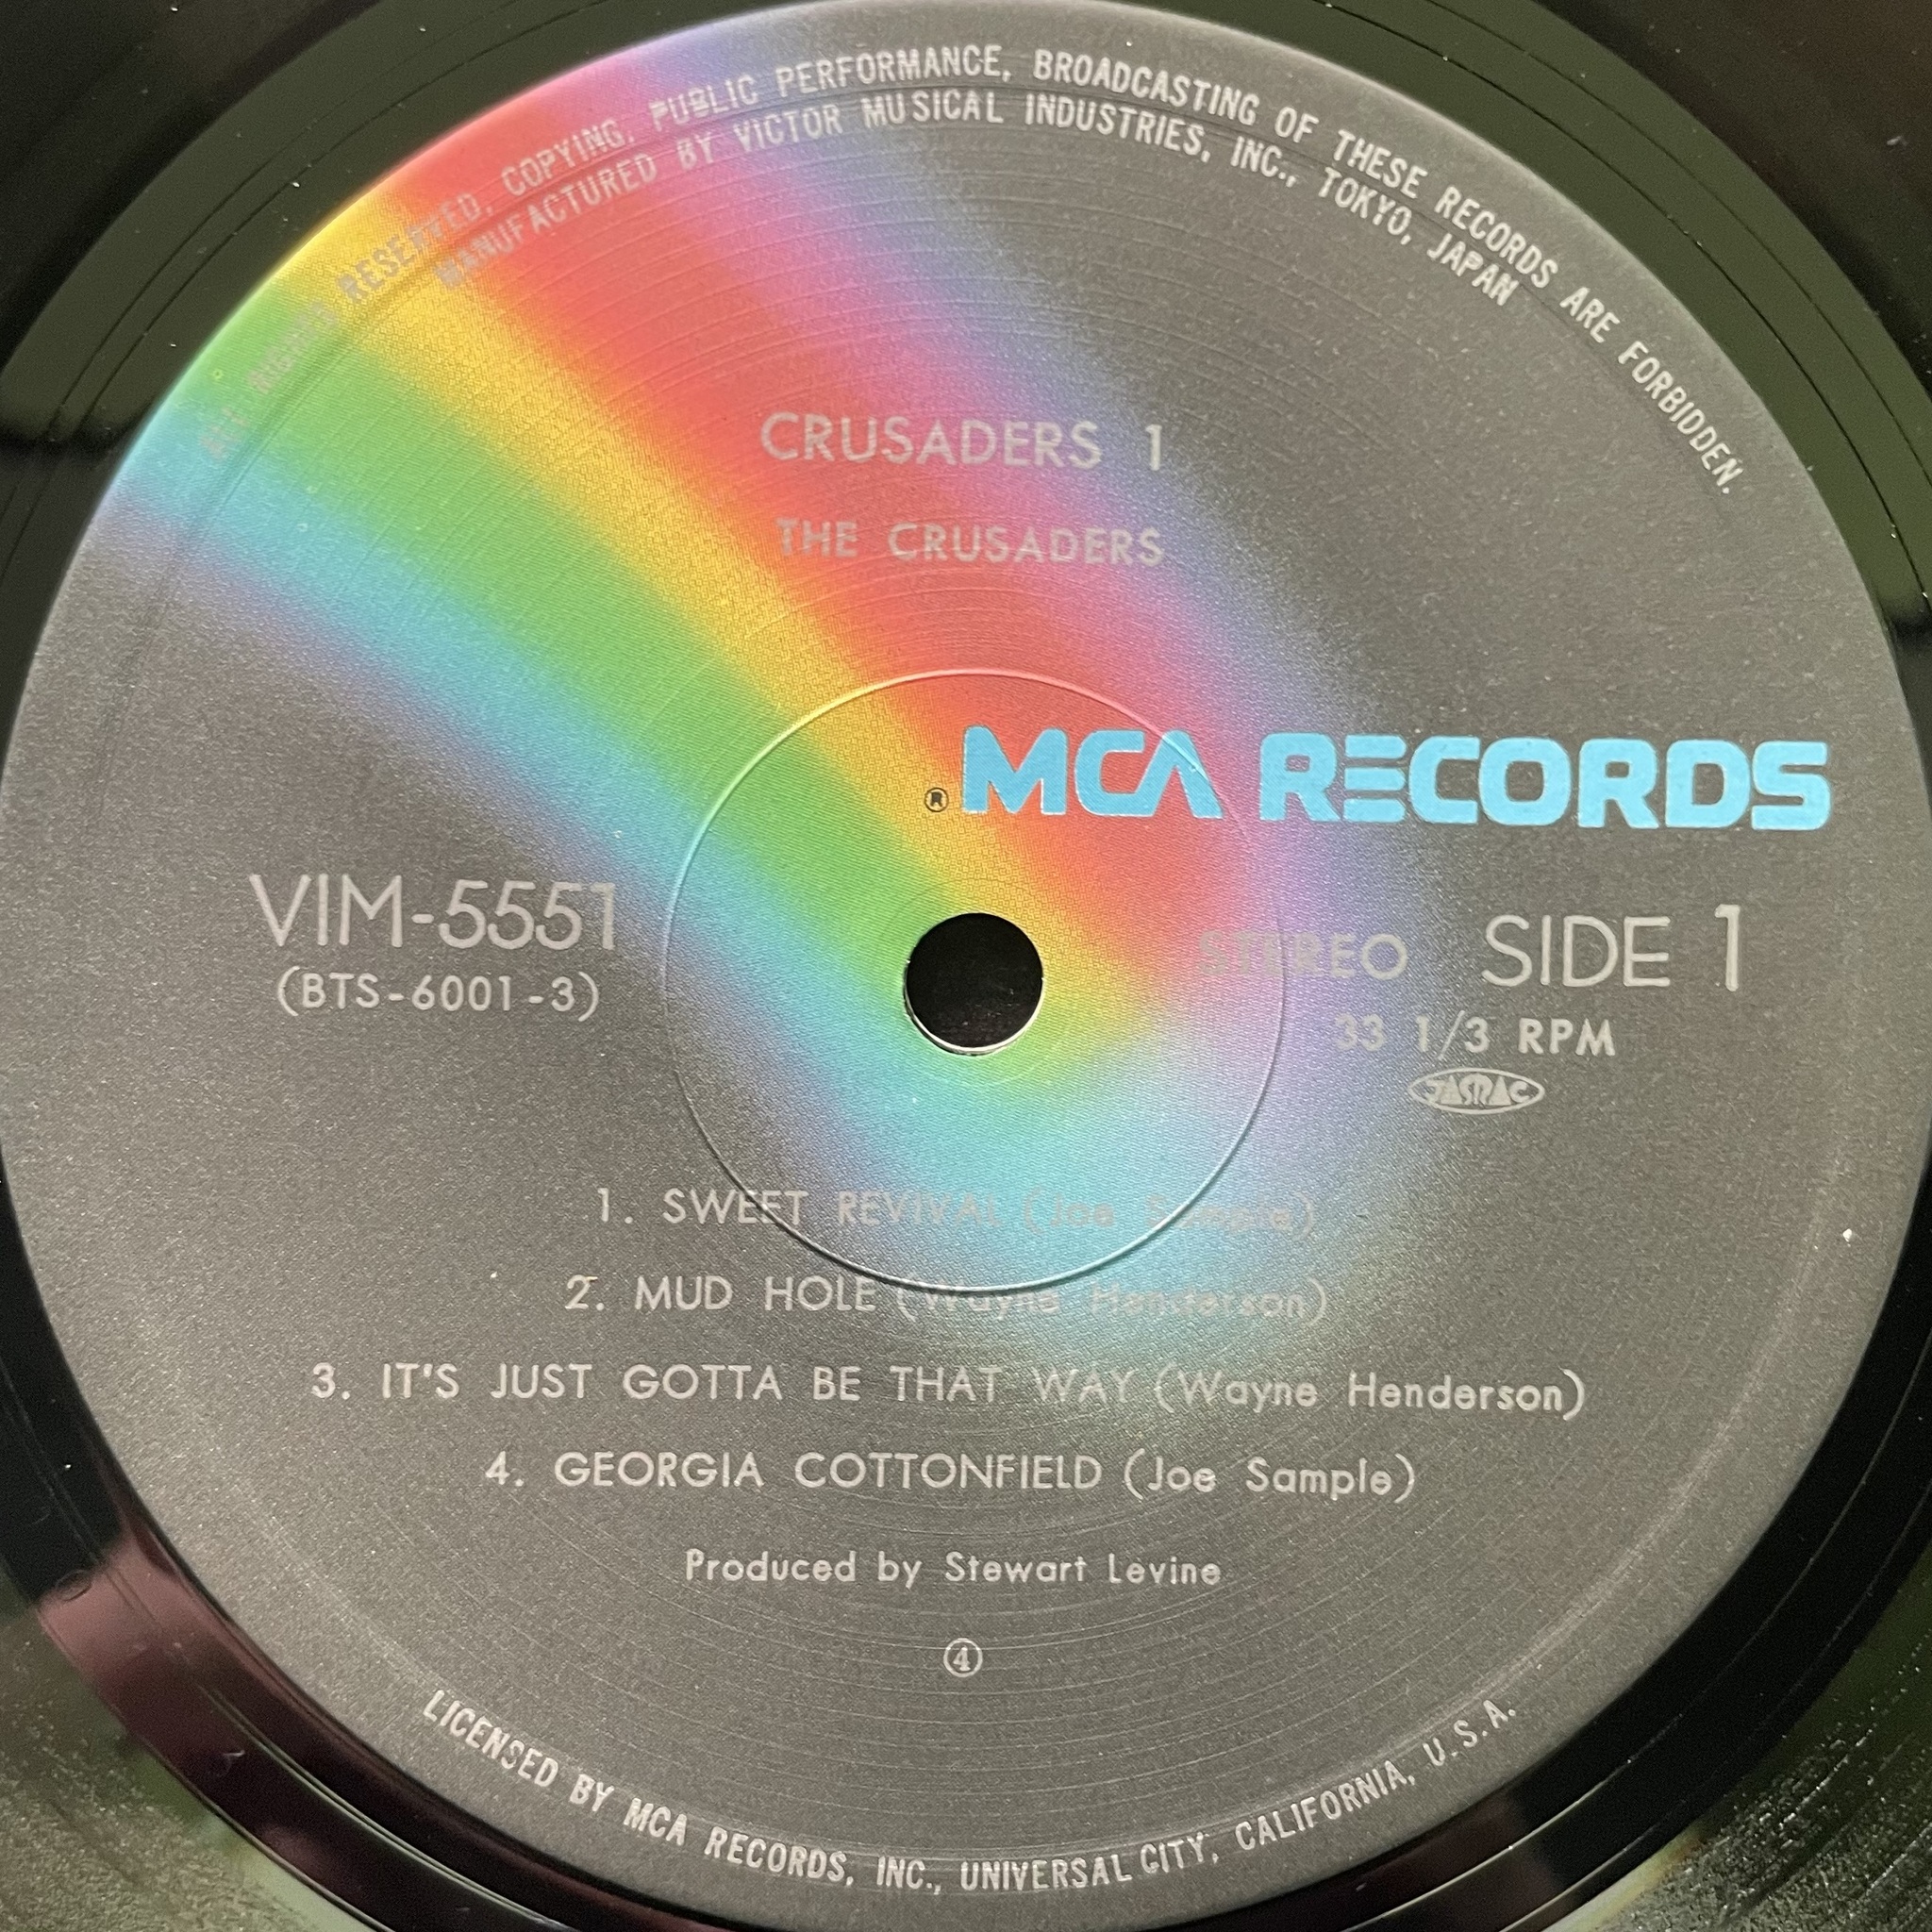 ALL RIGHTS RESERVED. COPYING, PUBLIC PERFORMANCE, BROADCASTING OF THESE RECORDS ARE FORBIDDEN.
MANUFACTURED BY VICTOR MUSICAL INDUSTRIES, INC., TOKYO, JAPAN
CRUSADERS 1
THE CRUSADERS
® MCA RECORDS
VIM-5551
(BTS-6001-3)
STEREO SIDE 1
33 1/3 RPM
JASRAC
1. SWEET REVIVAL (Joe Sample)
2. MUD HOLE (Wayne Henderson)
3. IT'S JUST GOTTA BE THAT WAY (Wayne Henderson)
4. GEORGIA COTTONFIELD (Joe Sample)
Produced by Stewart Levine
④
LICENSED BY MCA RECORDS, INC., UNIVERSAL CITY, CALIFORNIA, U.S.A.